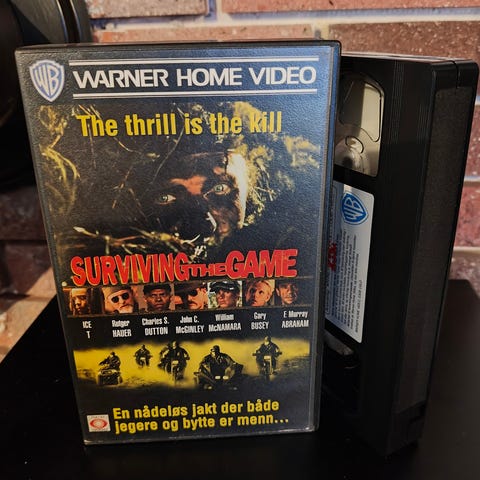 WB WARNER HOME VIDEO
The thrill is the kill
SURVIVING THE GAME
ICE T
Rutger HAUER
Charles S. DUTTON
John C. McGINLEY
William McNAMARA
Gary BUSEY
F. Murray ABRAHAM
En nådeløs jakt der både
jegere og bytte er menn...
WB